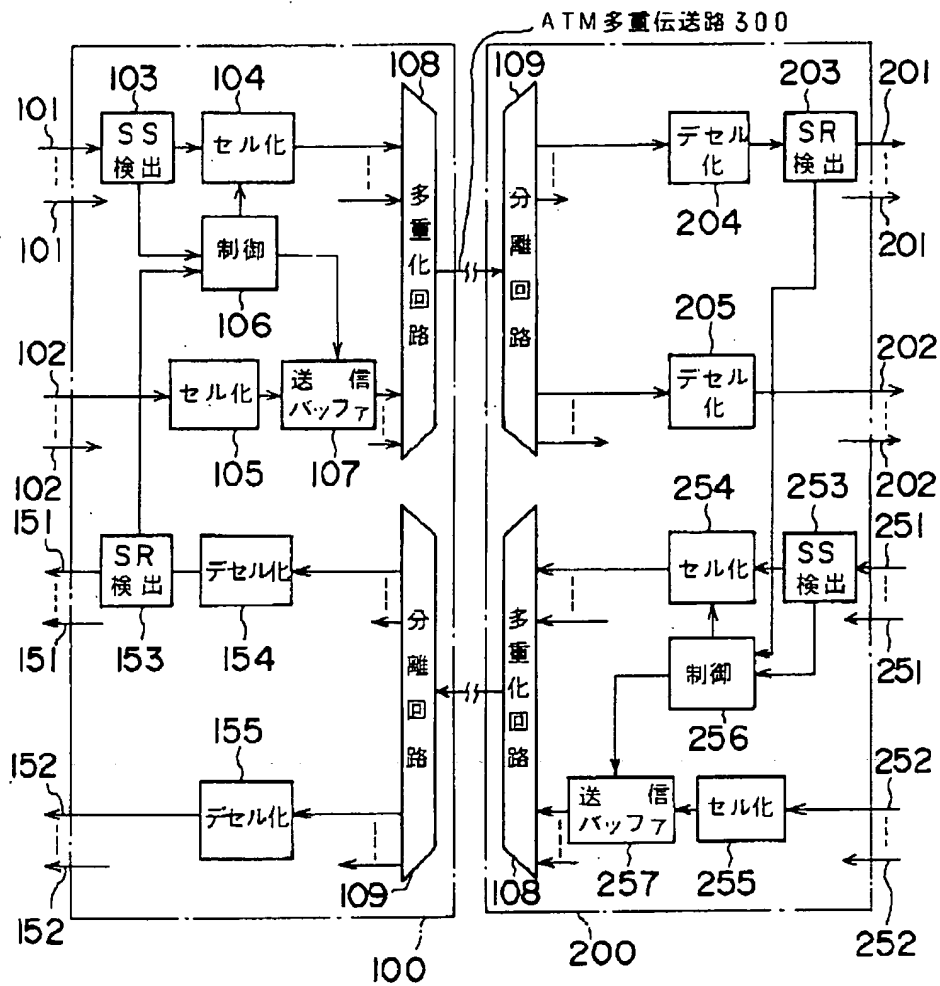 ATM多重伝送路300
103
104
108
109
203
201
101
SS
検出
セル化
デセル
化
SR
検出
101
204
201
制御
多重化回路
分離回路
106
205
102
セル化
送信
バッファ
デセル
化
202
102
105
107
202
254
253
151
SR
検出
デセル化
セル化
SS
検出
251
151
153
154
分離回路
多重化回路
制御
251
256
155
152
デセル化
送信
バッファ
セル化
252
152
109
108
257
255
252
100
200